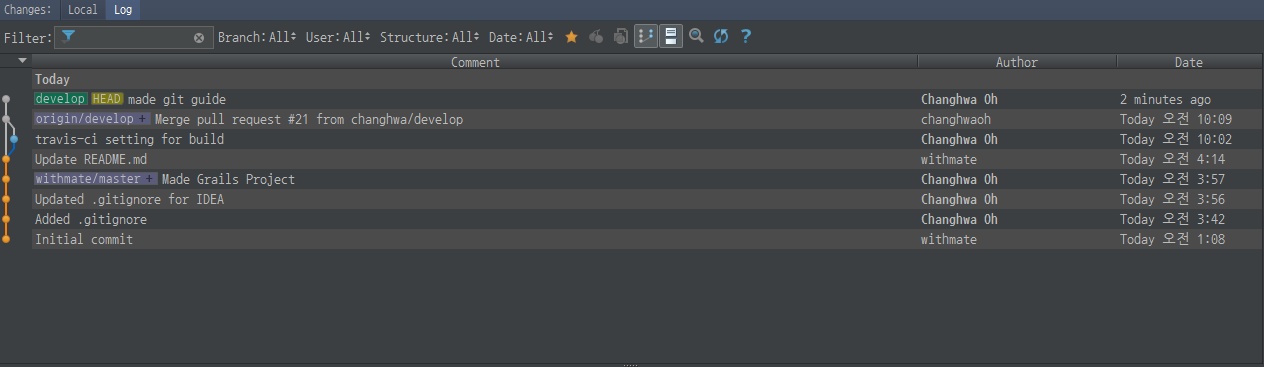 Changes: Local Log
Filter: Branch: All User: All Structure: All Date: All ?
Comment Author Date
Today
develop HEAD made git guide Changhwa Oh 2 minutes ago
origin/develop + Merge pull request #21 from changhwa/develop changhwaoh Today 오전 10:09
travis-ci setting for build Changhwa Oh Today 오전 10:02
Update README.md withmate Today 오전 4:14
withmate/master + Made Grails Project Changhwa Oh Today 오전 3:57
Updated .gitignore for IDEA Changhwa Oh Today 오전 3:56
Added .gitignore Changhwa Oh Today 오전 3:42
Initial commit withmate Today 오전 1:08